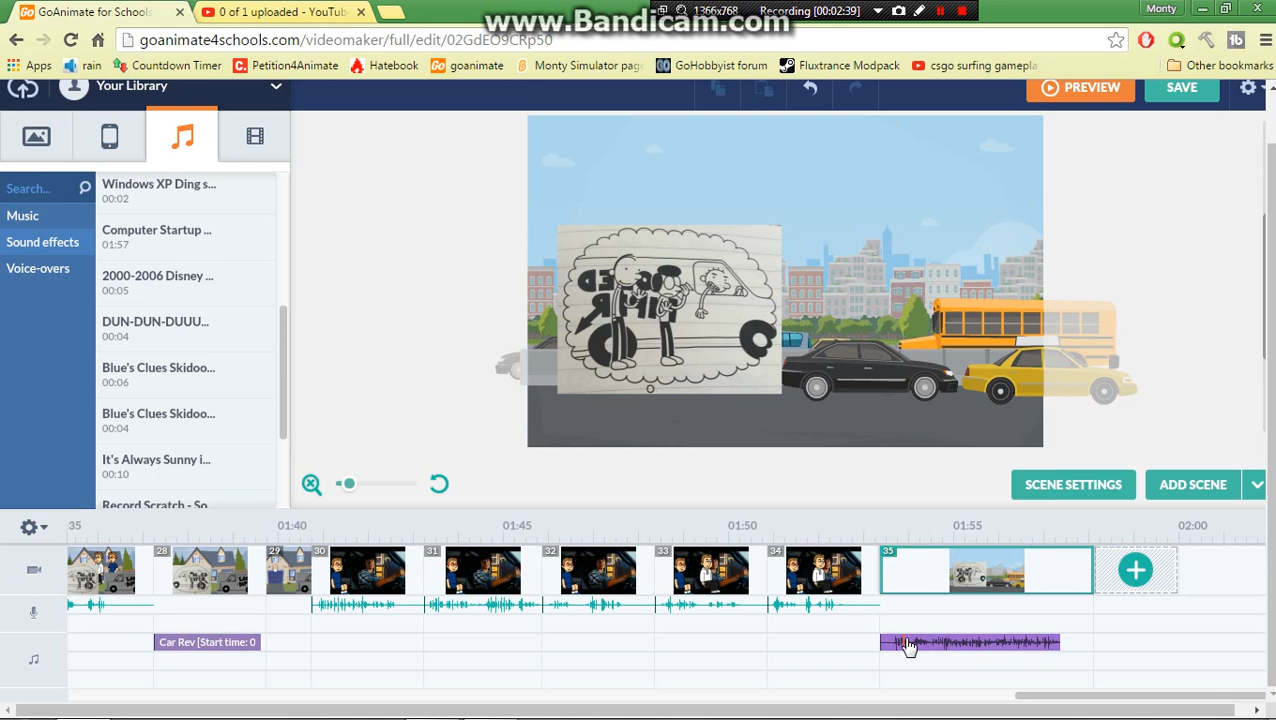 GoAnimate for Schools
0 of 1 uploaded - YouTube
1366x768
Recording [00:02:39]
Monty
www.Bandicam.com
goanimate4schools.com/videomaker/full/edit/02GdEO9CRp50
Apps
rain
Countdown Timer
Petition4Animate
Hatebook
goanimate
Monty Simulator pag
GoHobbyist forum
Fluxtrance Modpack
csgo surfing gamepla
Other bookmarks
Your Library
PREVIEW
SAVE
Search...
Music
Sound effects
Voice-overs
Windows XP Ding s...
00:02
Computer Startup ...
01:57
2000-2006 Disney ...
00:05
DUN-DUN-DUUU...
00:04
Blue's Clues Skidoo...
00:06
Blue's Clues Skidoo...
00:04
It's Always Sunny i...
00:10
Record Scratch - So
SCENE SETTINGS
ADD SCENE
35
01:40
01:45
01:50
01:55
02:00
28
29
30
31
32
33
34
35
Car Rev [Start time: 0